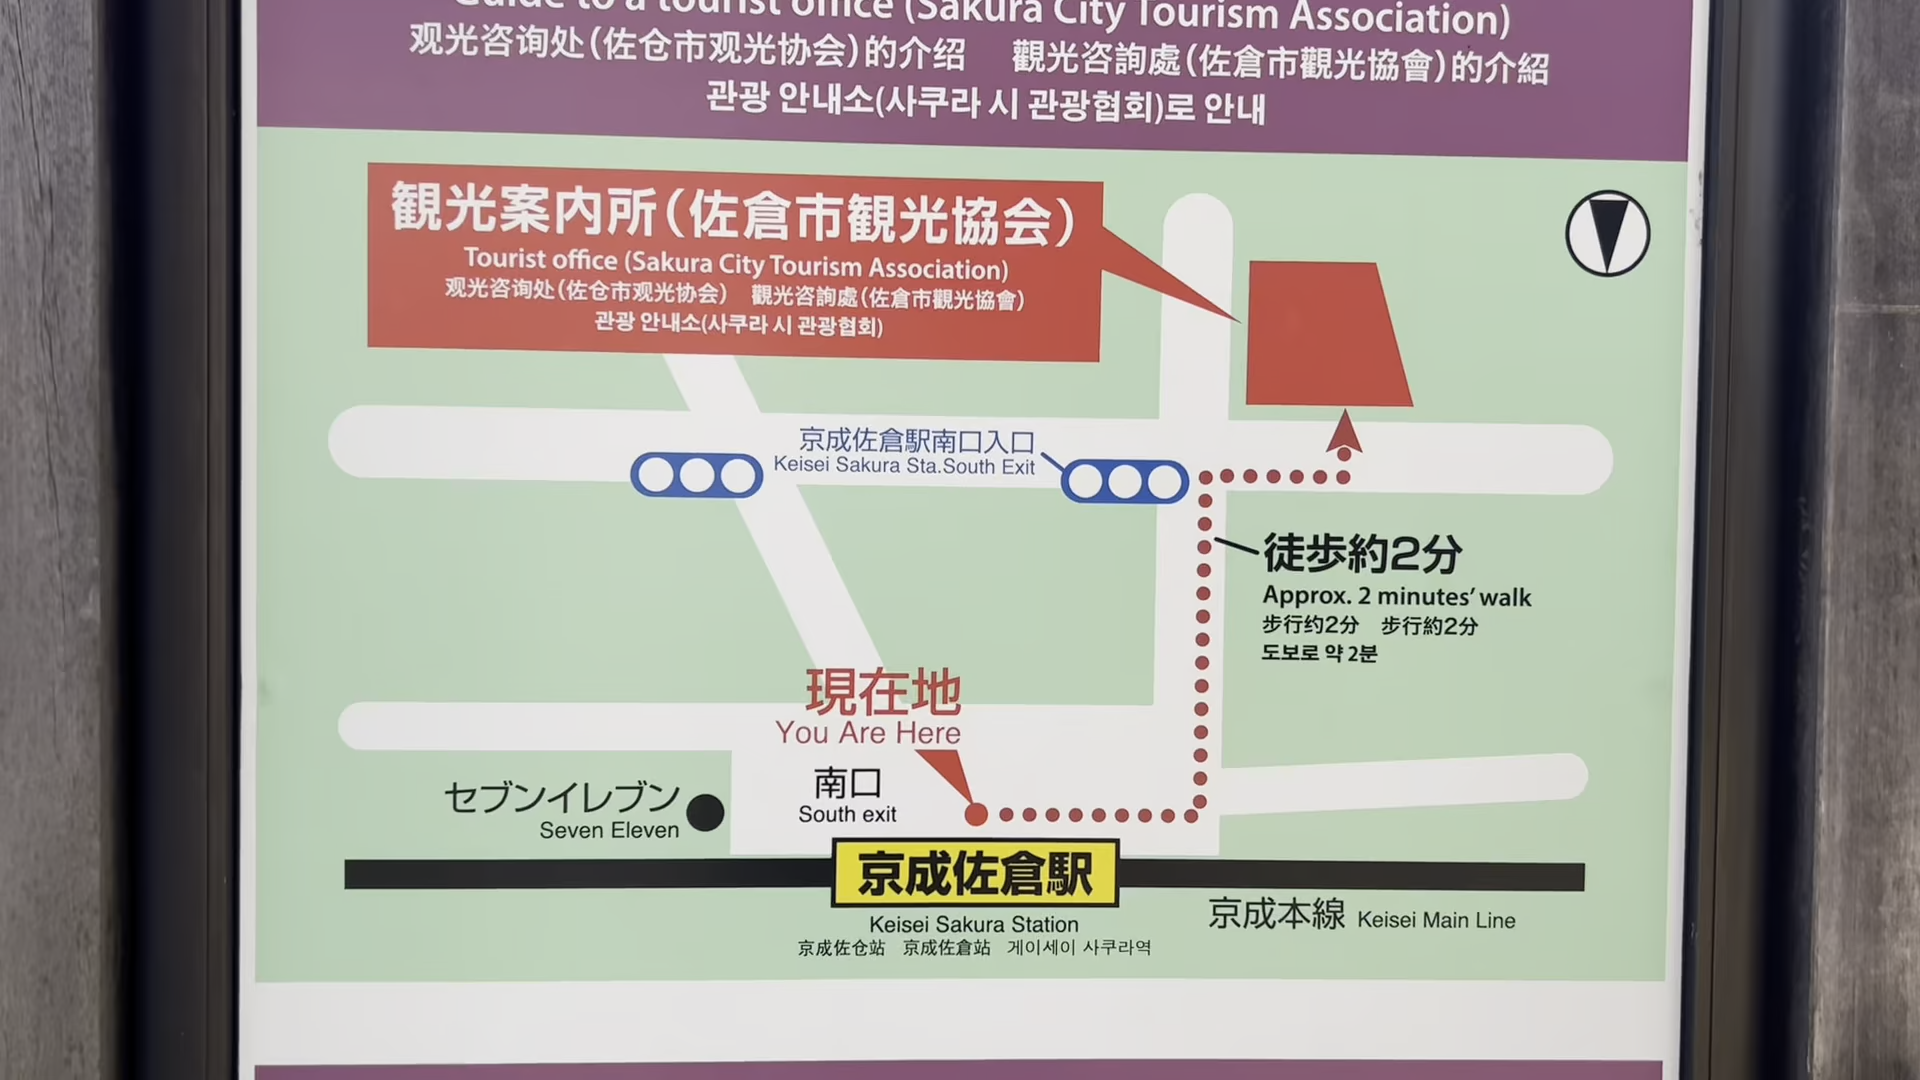 Guide to a tourist office (Sakura City Tourism Association)
观光咨询处(佐仓市观光协会)的介绍 觀光咨詢處(佐倉市觀光協會)的介紹
관광 안내소(사쿠라 시 관광협회)로 안내
観光案内所(佐倉市観光協会)
Tourist office (Sakura City Tourism Association)
观光咨询处(佐仓市观光协会) 觀光咨詢處(佐倉市觀光協會)
관광 안내소(사쿠라 시 관광협회)
京成佐倉駅南口入口
Keisei Sakura Sta.South Exit
徒歩約2分
Approx. 2 minutes' walk
步行约2分 步行約2分
도보로 약 2분
現在地
You Are Here
南口
South exit
セブンイレブン
Seven Eleven
京成佐倉駅
Keisei Sakura Station
京成佐仓站 京成佐倉站 게이세이 사쿠라역
京成本線 Keisei Main Line